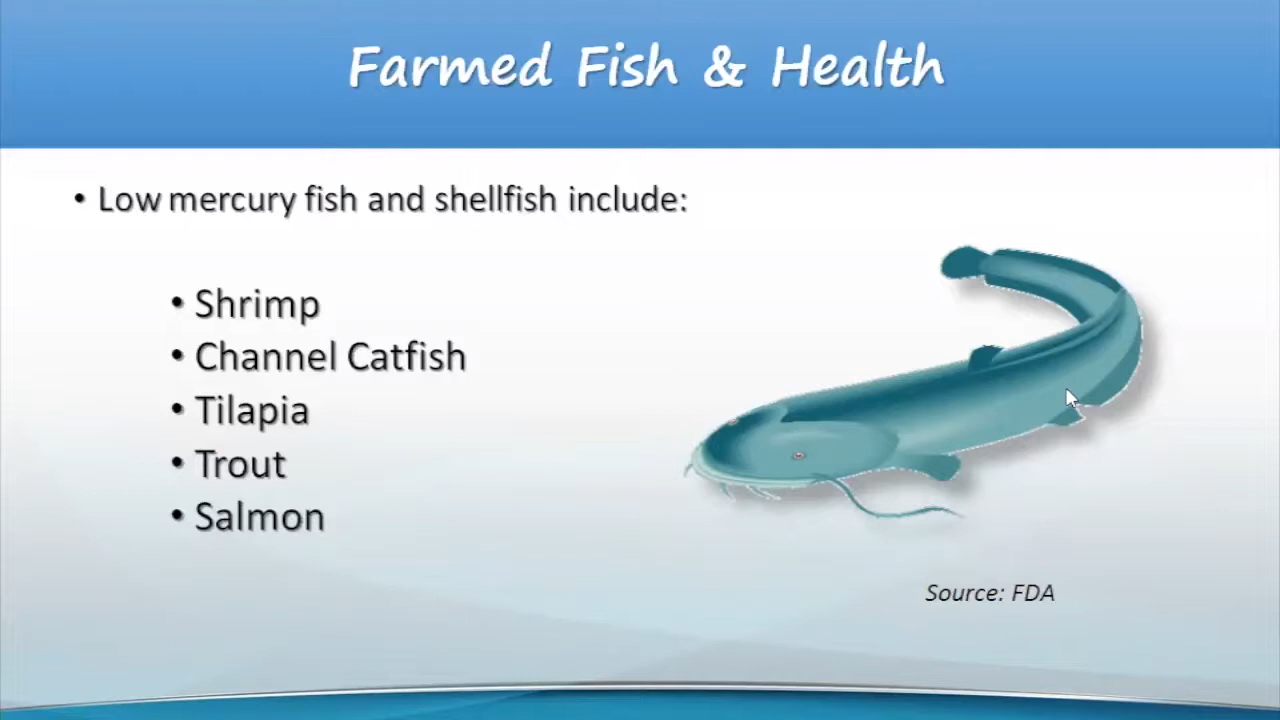 Farmed Fish & Health
• Low mercury fish and shellfish include:
• Shrimp
• Channel Catfish
• Tilapia
• Trout
• Salmon
Source: FDA